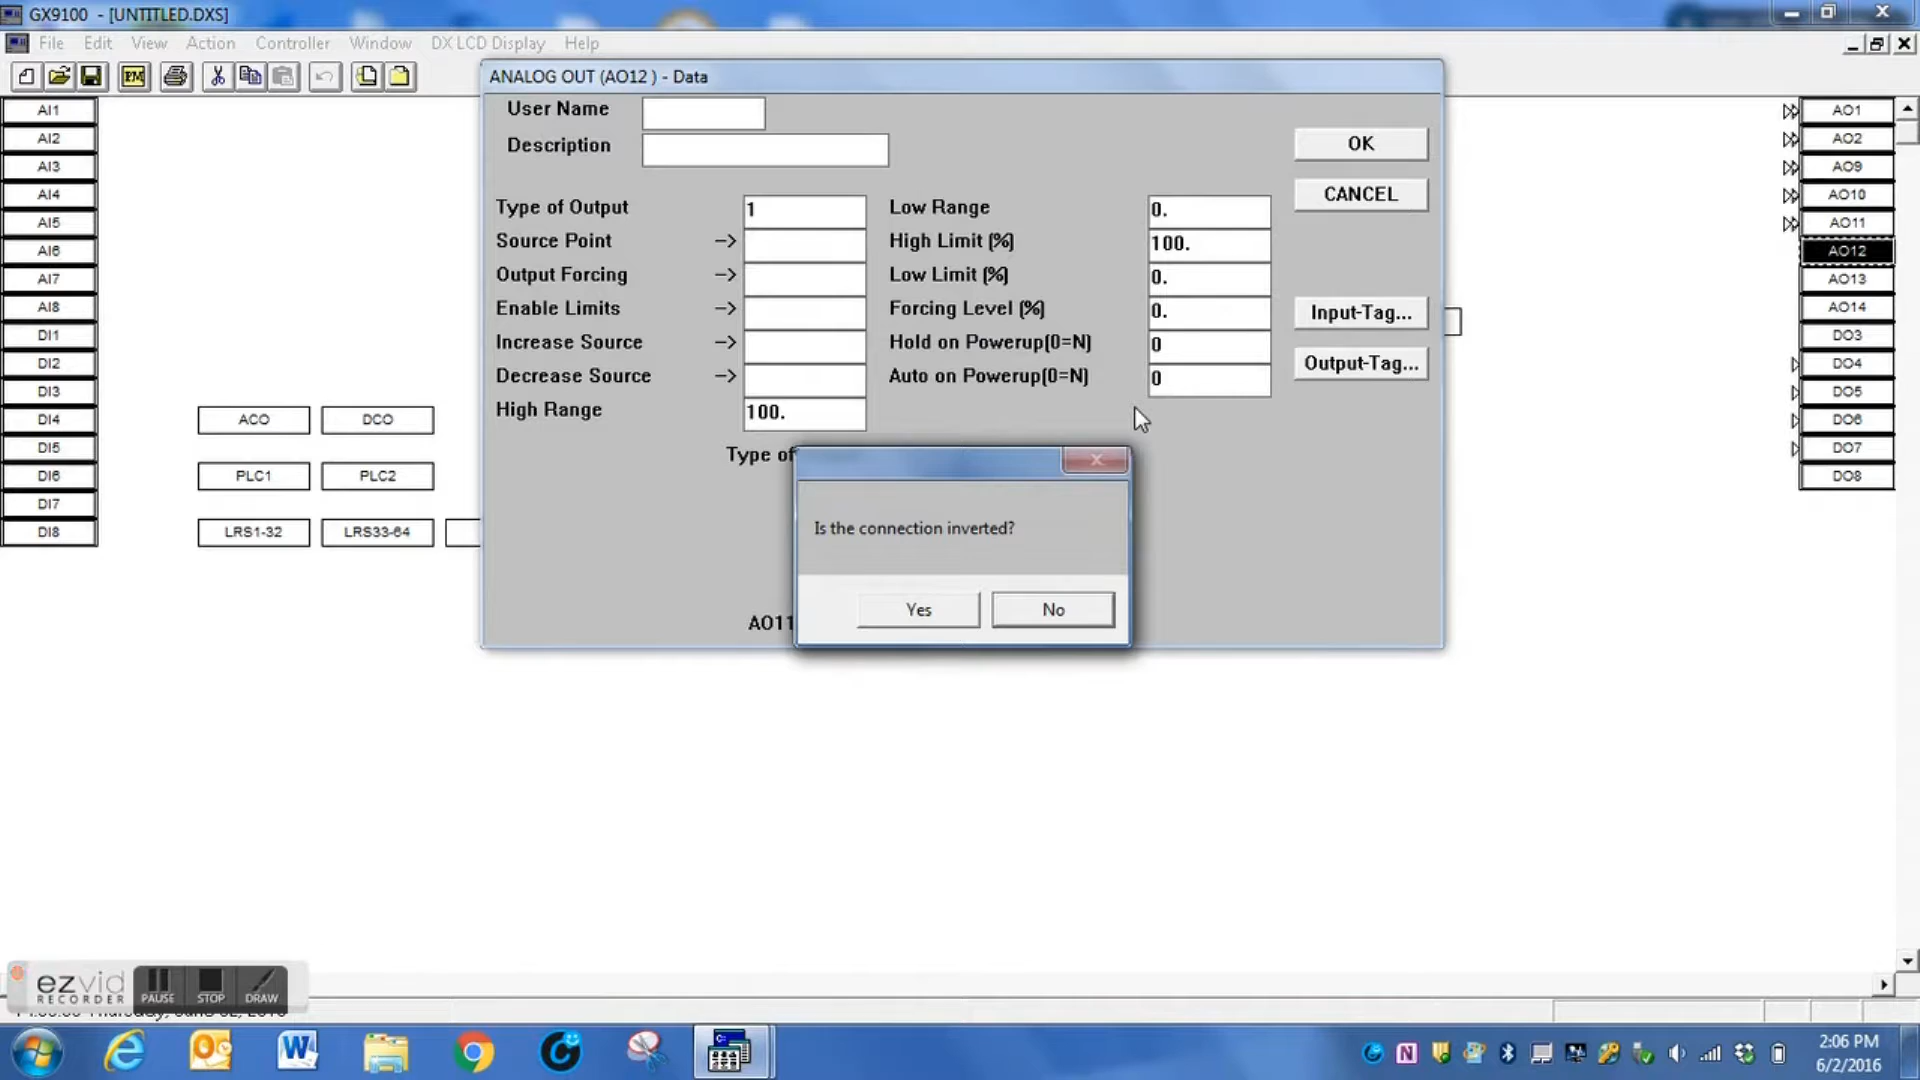 GX9100 - [UNTITLED.DXS]
File Edit View Action Controller Window DX LCD Display Help
PM
ANALOG OUT (AO12 ) - Data
User Name
Description
OK
CANCEL
Type of Output 1 Low Range 0.
Source Point --> High Limit (%) 100.
Output Forcing --> Low Limit (%) 0.
Enable Limits --> Forcing Level (%) 0.
Increase Source --> Hold on Powerup(0=N) 0
Decrease Source --> Auto on Powerup(0=N) 0
High Range 100.
Input-Tag...
Output-Tag...
Type of
AO11
Is the connection inverted?
Yes No
AI1
AI2
AI3
AI4
AI5
AI6
AI7
AI8
DI1
DI2
DI3
DI4
DI5
DI6
DI7
DI8
ACO DCO
PLC1 PLC2
LRS1-32 LRS33-64
AO1
AO2
AO9
AO10
AO11
AO12
AO13
AO14
DO3
DO4
DO5
DO6
DO7
DO8
ezvid
RECORDER
PAUSE STOP DRAW
2:06 PM
6/2/2016